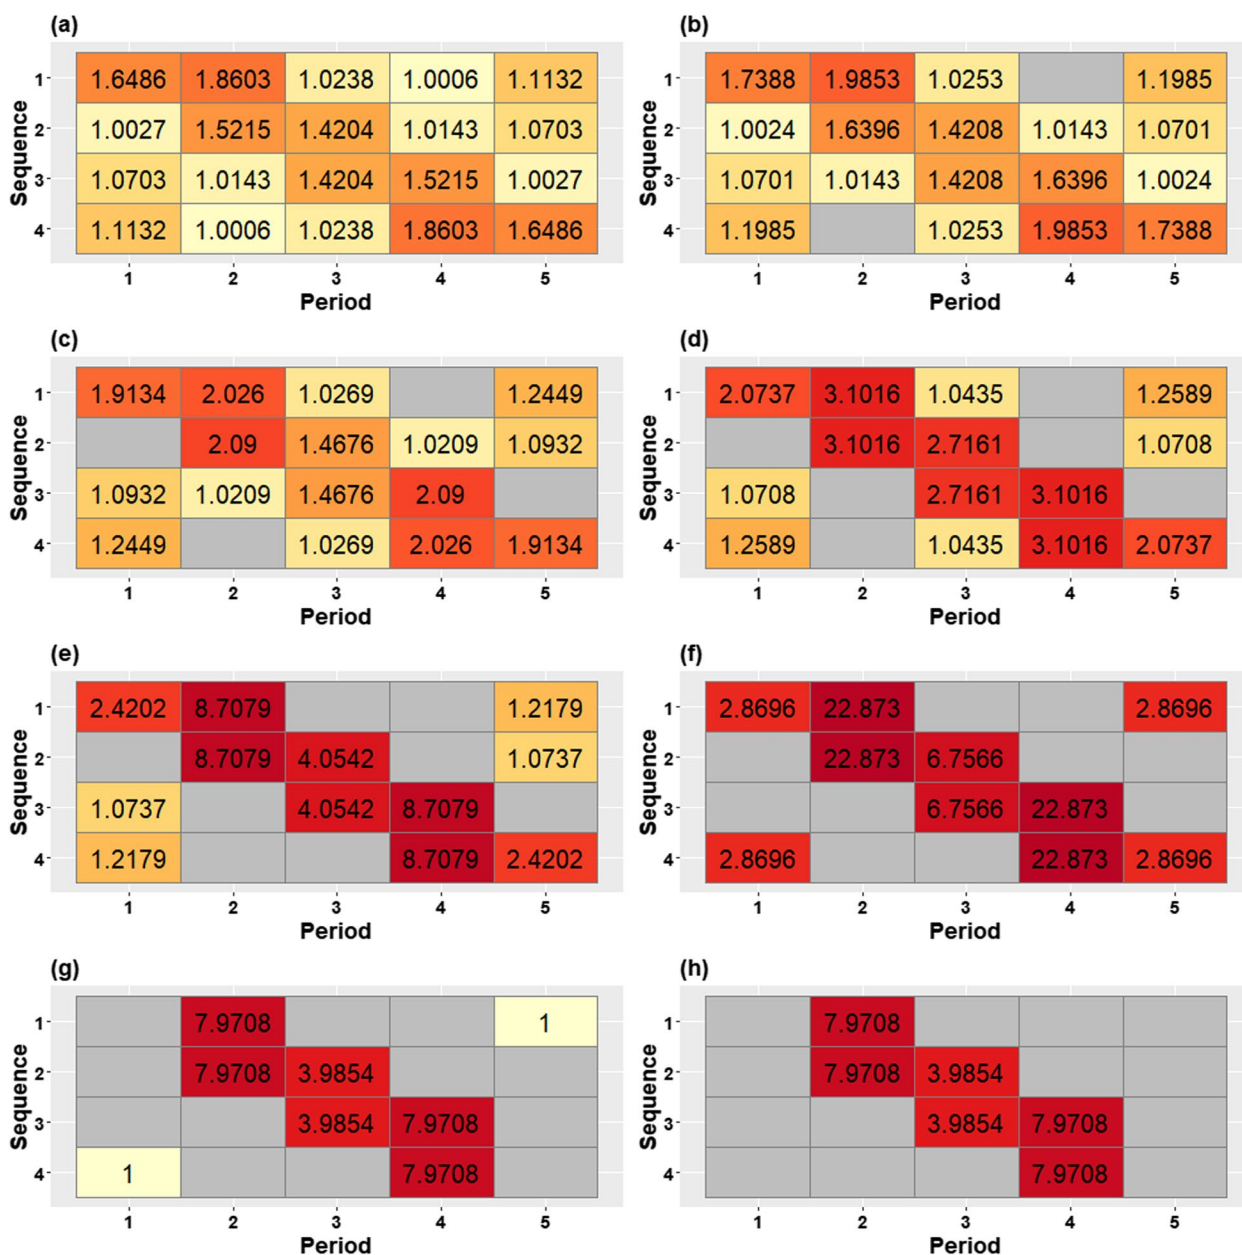 (a) (b)
Sequence 1 1.6486 1.8603 1.0238 1.0006 1.1132 Sequence 1 1.7388 1.9853 1.0253 1.1985
2 1.0027 1.5215 1.4204 1.0143 1.0703 2 1.0024 1.6396 1.4208 1.0143 1.0701
3 1.0703 1.0143 1.4204 1.5215 1.0027 3 1.0701 1.0143 1.4208 1.6396 1.0024
4 1.1132 1.0006 1.0238 1.8603 1.6486 4 1.1985 1.0253 1.9853 1.7388
1 2 3 4 5 1 2 3 4 5
Period Period
(c) (d)
Sequence 1 1.9134 2.026 1.0269 1.2449 Sequence 1 2.0737 3.1016 1.0435 1.2589
2 2.09 1.4676 1.0209 1.0932 2 3.1016 2.7161 1.0708
3 1.0932 1.0209 1.4676 2.09 3 1.0708 2.7161 3.1016
4 1.2449 1.0269 2.026 1.9134 4 1.2589 1.0435 3.1016 2.0737
1 2 3 4 5 1 2 3 4 5
Period Period
(e) (f)
Sequence 1 2.4202 8.7079 1.2179 Sequence 1 2.8696 22.873 2.8696
2 8.7079 4.0542 1.0737 2 22.873 6.7566
3 1.0737 4.0542 8.7079 3 6.7566 22.873
4 1.2179 8.7079 2.4202 4 2.8696 22.873 2.8696
1 2 3 4 5 1 2 3 4 5
Period Period
(g) (h)
Sequence 1 7.9708 1 Sequence 1 7.9708
2 7.9708 3.9854 2 7.9708 3.9854
3 3.9854 7.9708 3 3.9854 7.9708
4 1 7.9708 4 7.9708
1 2 3 4 5 1 2 3 4 5
Period Period